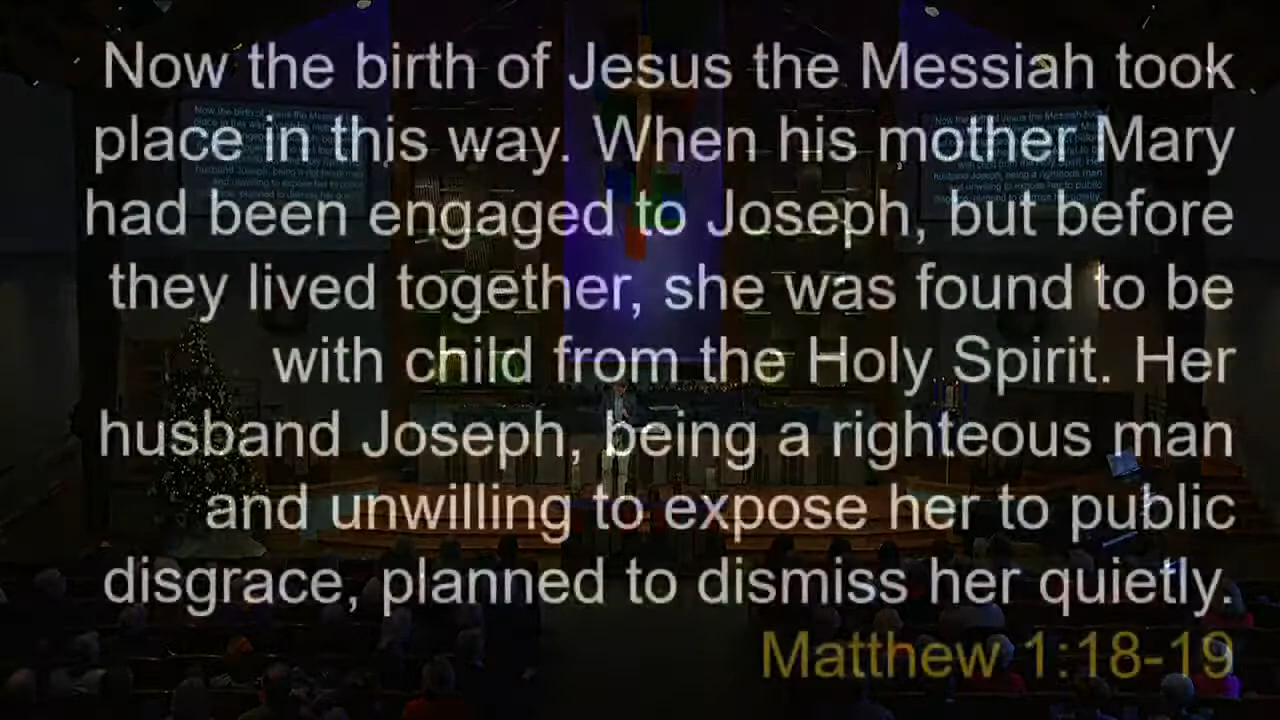 Now the birth of Jesus the Messiah took
place in this way. When his mother Mary
had been engaged to Joseph, but before
they lived together, she was found to be
with child from the Holy Spirit. Her
husband Joseph, being a righteous man
and unwilling to expose her to public
disgrace, planned to dismiss her quietly.
Matthew 1:18-19